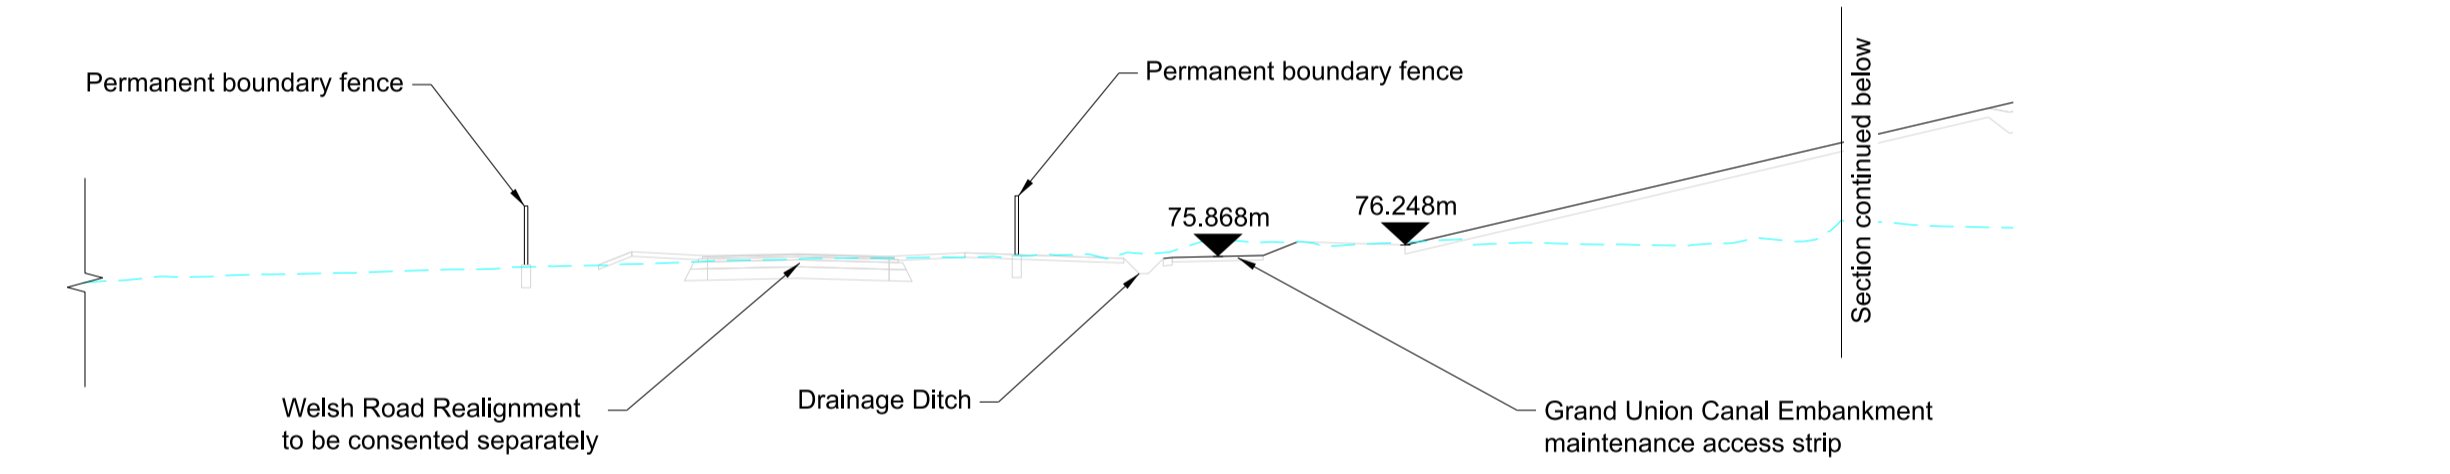 Permanent boundary fence
Permanent boundary fence
75.868m
76.248m
Section continued below
Welsh Road Realignment
to be consented separately
Drainage Ditch
Grand Union Canal Embankment
maintenance access strip